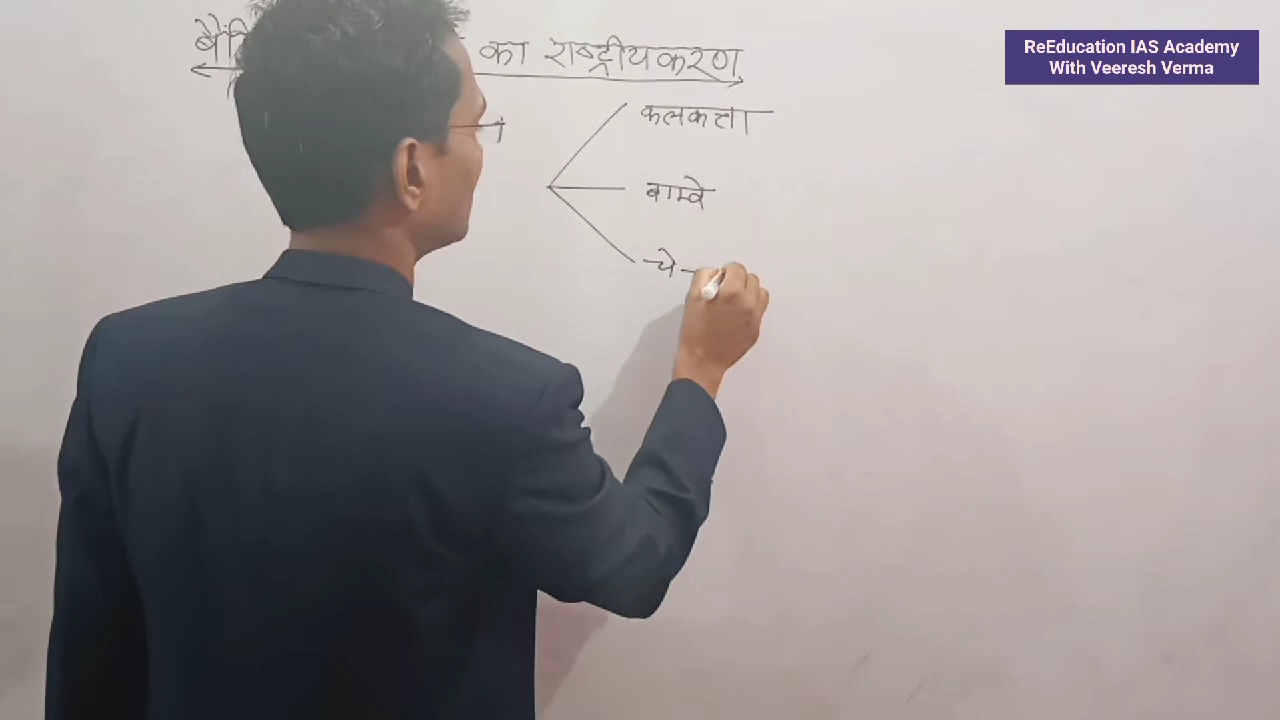 ReEducation IAS Academy
With Veeresh Verma
का राष्ट्रीयकरण
कलकत्ता
बाम्बे